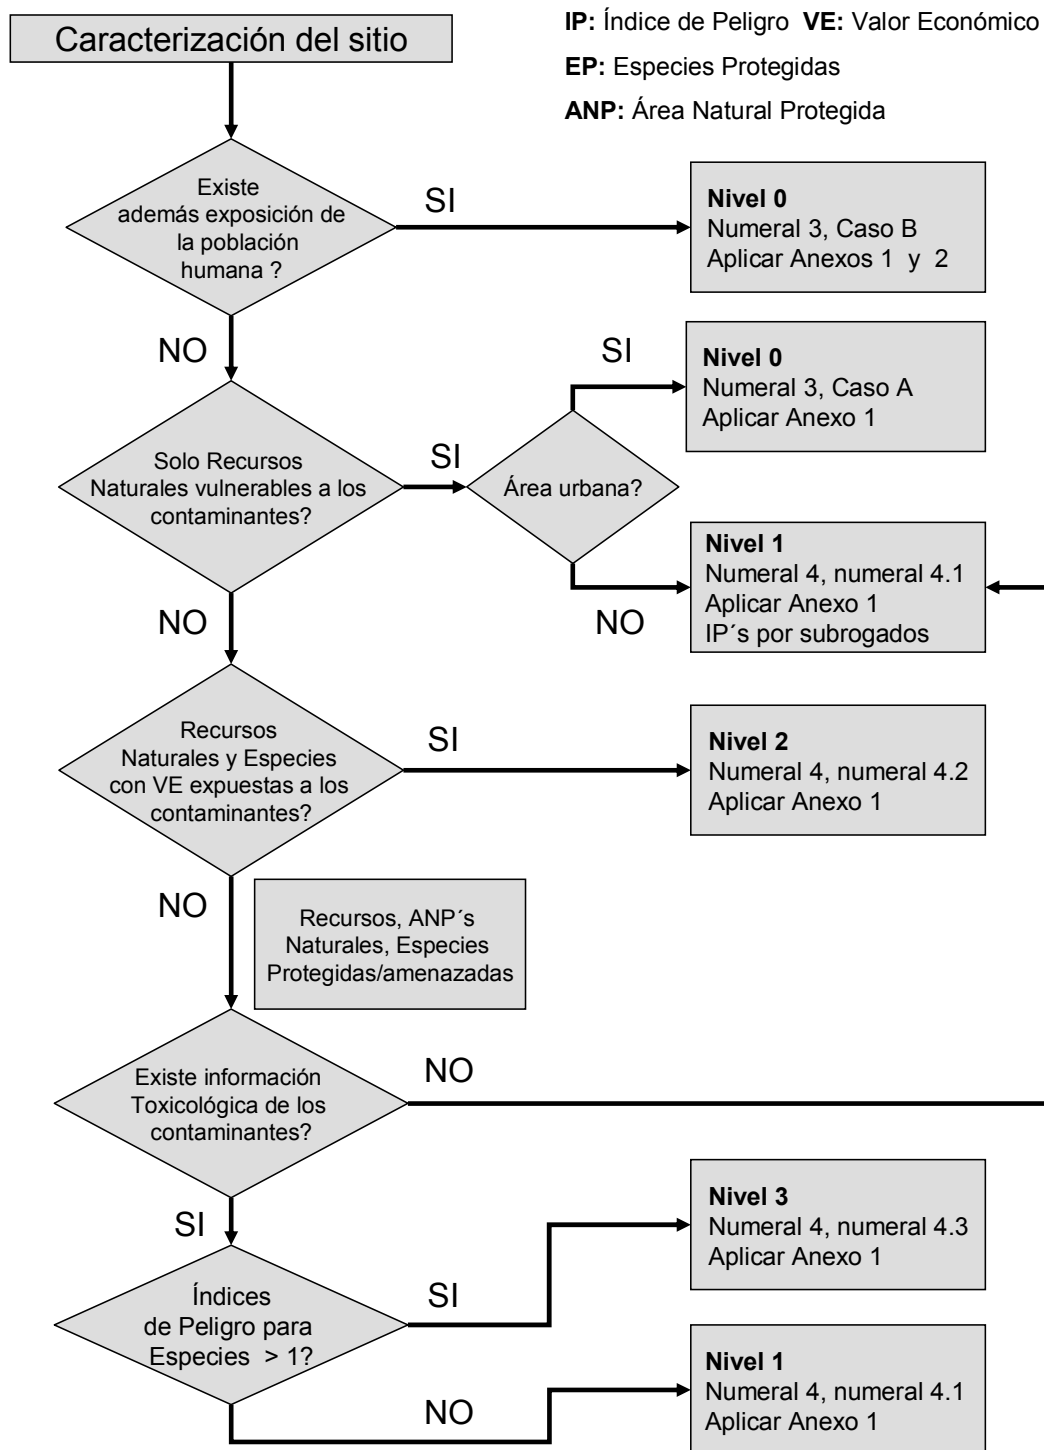 Caracterización del sitio
IP: Índice de Peligro VE: Valor Económico
EP: Especies Protegidas
ANP: Área Natural Protegida
Existe
además exposición de
la población
humana ?
SI
Nivel 0
Numeral 3, Caso B
Aplicar Anexos 1 y 2
NO
Solo Recursos
Naturales vulnerables a los
contaminantes?
SI
Área urbana?
SI
Nivel 0
Numeral 3, Caso A
Aplicar Anexo 1
NO
Nivel 1
Numeral 4, numeral 4.1
Aplicar Anexo 1
IP´s por subrogados
NO
Recursos
Naturales y Especies
con VE expuestas a los
contaminantes?
SI
Nivel 2
Numeral 4, numeral 4.2
Aplicar Anexo 1
NO
Recursos, ANP´s
Naturales, Especies
Protegidas/amenazadas
Existe información
Toxicológica de los
contaminantes?
NO
SI
Índices
de Peligro para
Especies > 1?
SI
Nivel 3
Numeral 4, numeral 4.3
Aplicar Anexo 1
NO
Nivel 1
Numeral 4, numeral 4.1
Aplicar Anexo 1